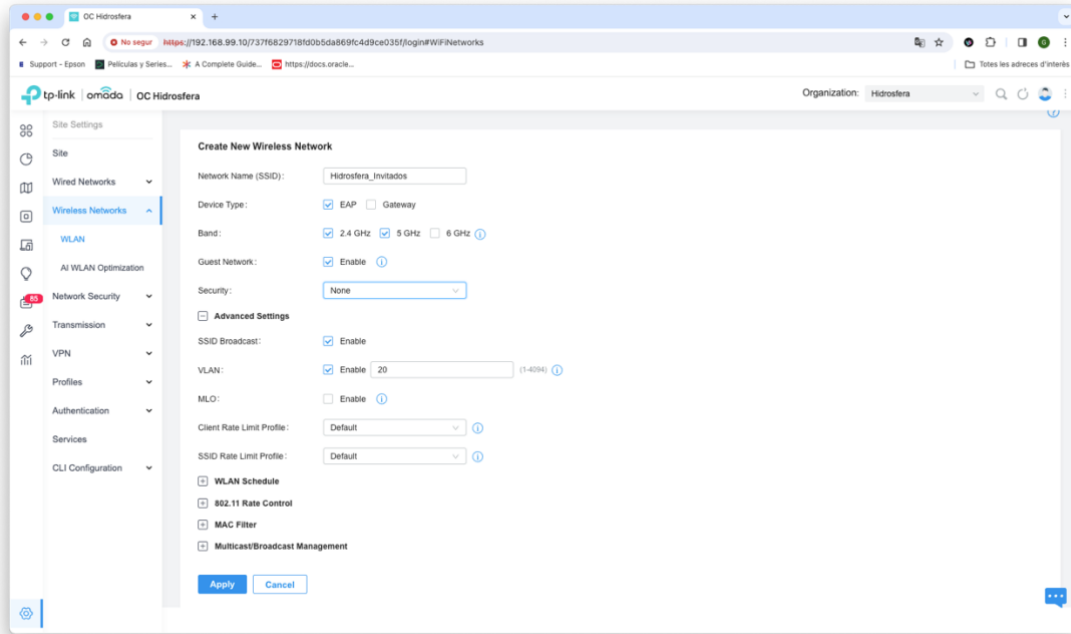 OC Hidrosfera
No segur https://192.168.99.10/737f6829718fd0b5da869fc4d9ce035f/login#WiFiNetworks
Support - Epson Películas y Series... A Complete Guide... https://docs.oracle... Totes les adreces d'interès
tp-link omada OC Hidrosfera Organization: Hidrosfera
Site Settings
Site
Wired Networks
Wireless Networks
WLAN
AI WLAN Optimization
85 Network Security
Transmission
VPN
Profiles
Authentication
Services
CLI Configuration
Create New Wireless Network
Network Name (SSID): Hidrosfera_Invitados
Device Type: EAP Gateway
Band: 2.4 GHz 5 GHz 6 GHz
Guest Network: Enable
Security: None
Advanced Settings
SSID Broadcast: Enable
VLAN: Enable 20 (1-4094)
MLO: Enable
Client Rate Limit Profile: Default
SSID Rate Limit Profile: Default
WLAN Schedule
802.11 Rate Control
MAC Filter
Multicast/Broadcast Management
Apply Cancel